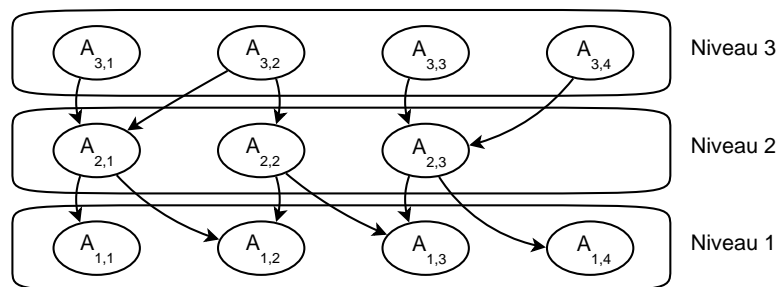 A3,1 A3,2 A3,3 A3,4 Niveau 3
A2,1 A2,2 A2,3 Niveau 2
A1,1 A1,2 A1,3 A1,4 Niveau 1